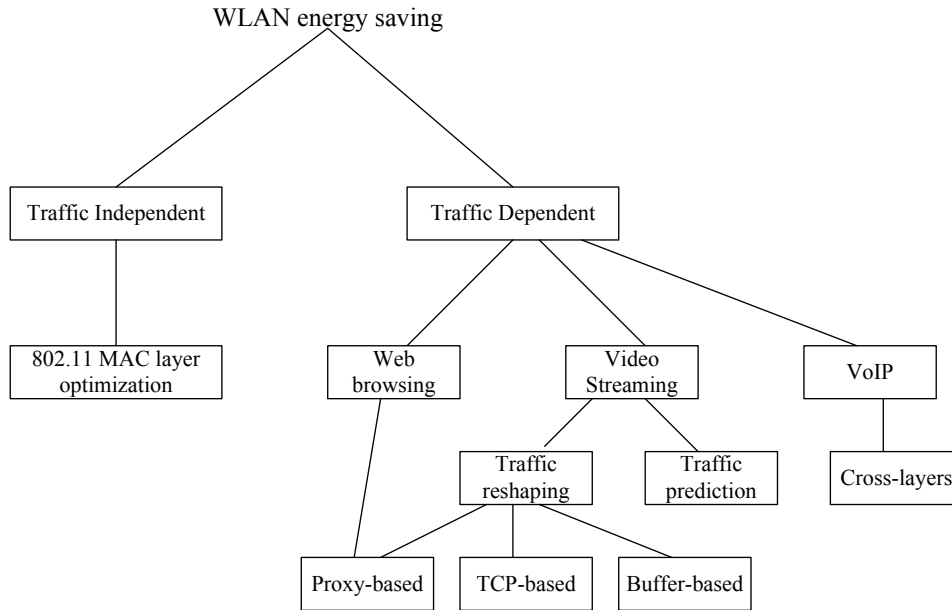 WLAN energy saving
Traffic Independent
Traffic Dependent
802.11 MAC layer
optimization
Web
browsing
Video
Streaming
VoIP
Traffic
reshaping
Traffic
prediction
Cross-layers
Proxy-based
TCP-based
Buffer-based